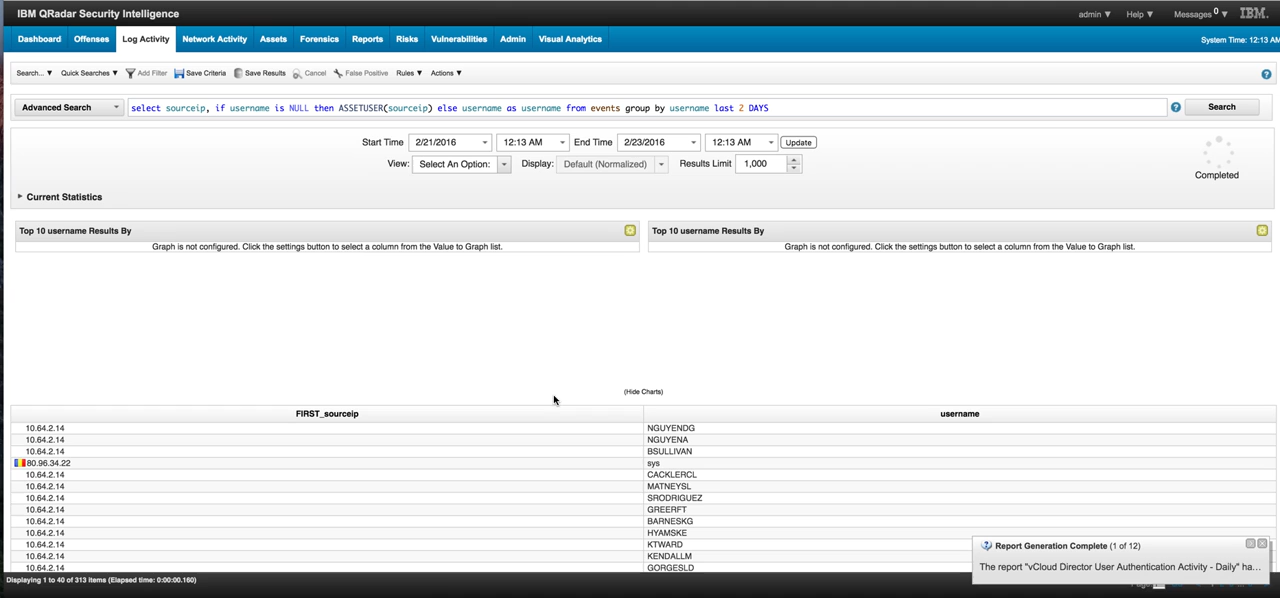 IBM QRadar Security Intelligence
admin ▼ Help ▼ Messages 0 ▼ IBM.
Dashboard Offenses Log Activity Network Activity Assets Forensics Reports Risks Vulnerabilities Admin Visual Analytics System Time: 12:13 AM
Search... ▼ Quick Searches ▼ Add Filter Save Criteria Save Results Cancel False Positive Rules ▼ Actions ▼
Advanced Search select sourceip, if username is NULL then ASSETUSER(sourceip) else username as username from events group by username last 2 DAYS Search
Start Time 2/21/2016 12:13 AM End Time 2/23/2016 12:13 AM Update
View: Select An Option: Display: Default (Normalized) Results Limit 1,000
Completed
Current Statistics
Top 10 username Results By Top 10 username Results By
Graph is not configured. Click the settings button to select a column from the Value to Graph list. Graph is not configured. Click the settings button to select a column from the Value to Graph list.
(Hide Charts)
FIRST_sourceip username
10.64.2.14 NGUYENDG
10.64.2.14 NGUYENA
10.64.2.14 BSULLIVAN
80.96.34.22 sys
10.64.2.14 CACKLERCL
10.64.2.14 MATNEYSL
10.64.2.14 SRODRIGUEZ
10.64.2.14 GREERFT
10.64.2.14 BARNESKG
10.64.2.14 HYAMSKE
10.64.2.14 KTWARD
10.64.2.14 KENDALLM
10.64.2.14 GORGESLD
Report Generation Complete (1 of 12)
The report "vCloud Director User Authentication Activity - Daily" ha...
Displaying 1 to 40 of 313 items (Elapsed time: 0:00:00.160)